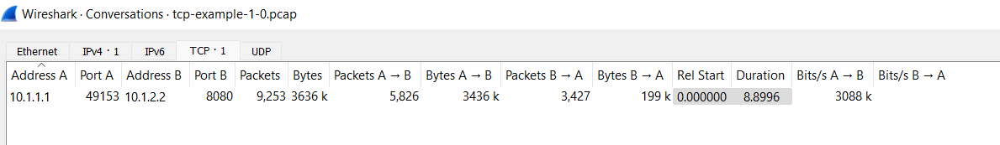 Wireshark · Conversations · tcp-example-1-0.pcap
Ethernet IPv4 · 1 IPv6 TCP · 1 UDP
Address A Port A Address B Port B Packets Bytes Packets A → B Bytes A → B Packets B → A Bytes B → A Rel Start Duration Bits/s A → B Bits/s B → A
10.1.1.1 49153 10.1.2.2 8080 9,253 3636 k 5,826 3436 k 3,427 199 k 0.000000 8.8996 3088 k